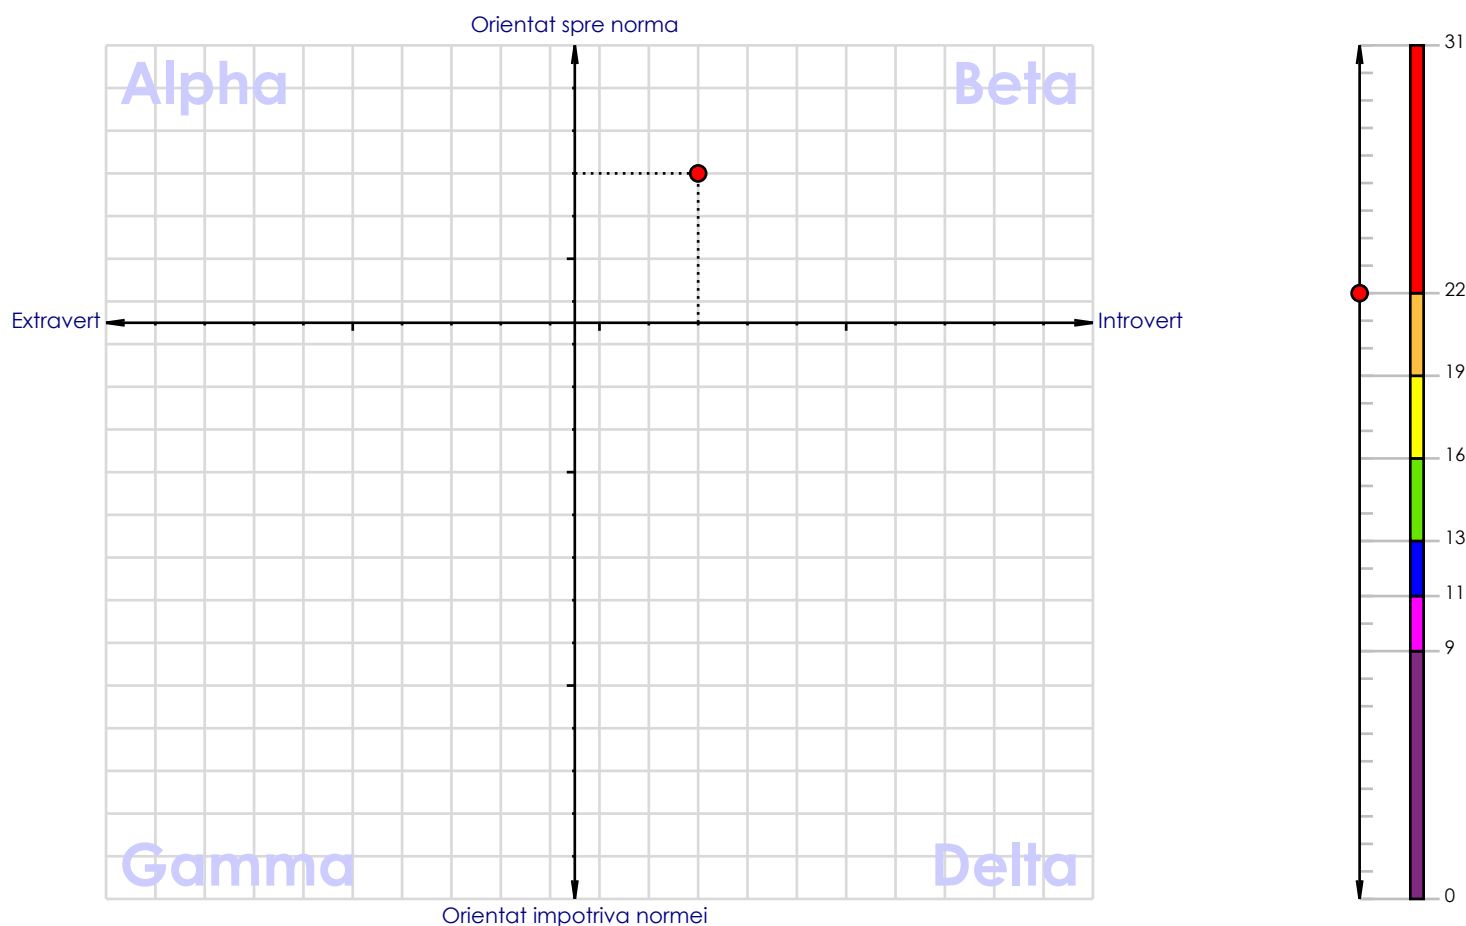 Orientat spre norma
Alpha
Beta
Extravert
Introvert
Gamma
Delta
Orientat impotriva normei
31
22
19
16
13
11
9
0